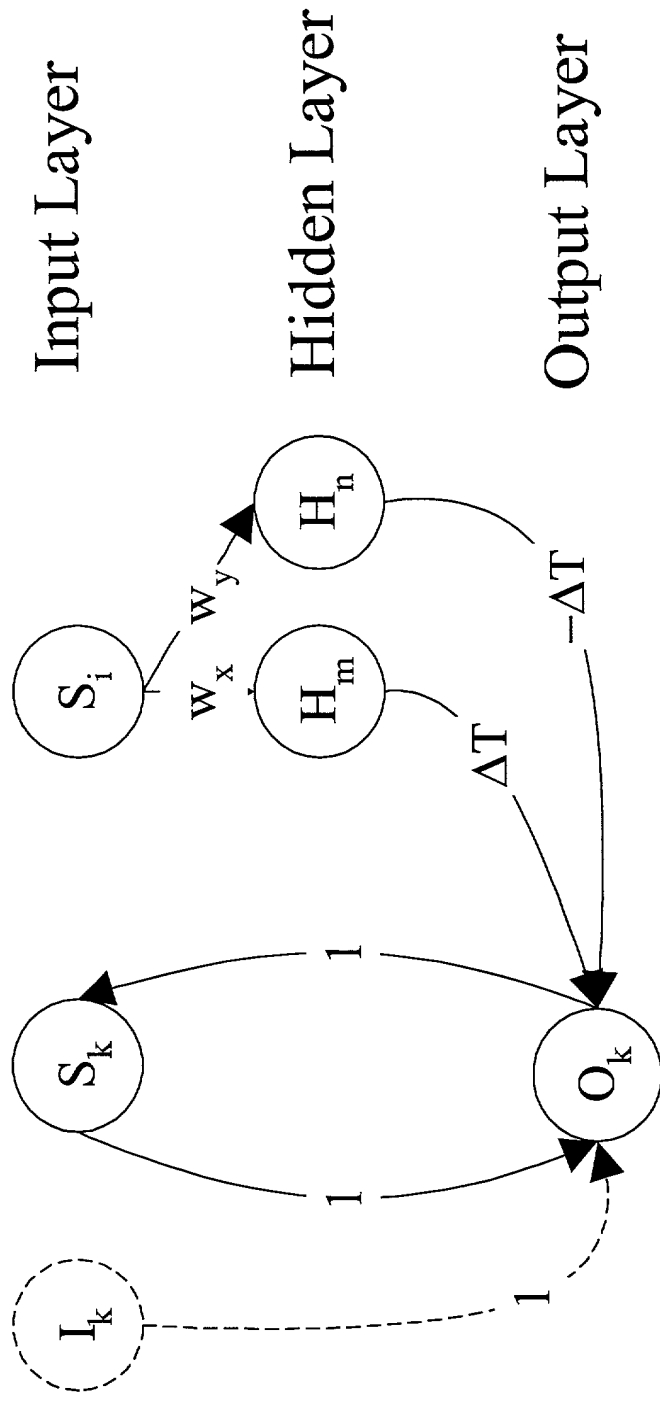 I_k
S_k
S_i
Input Layer
w_x
w_y
H_m
H_n
Hidden Layer
1
1
ΔT
1
−ΔT
O_k
Output Layer